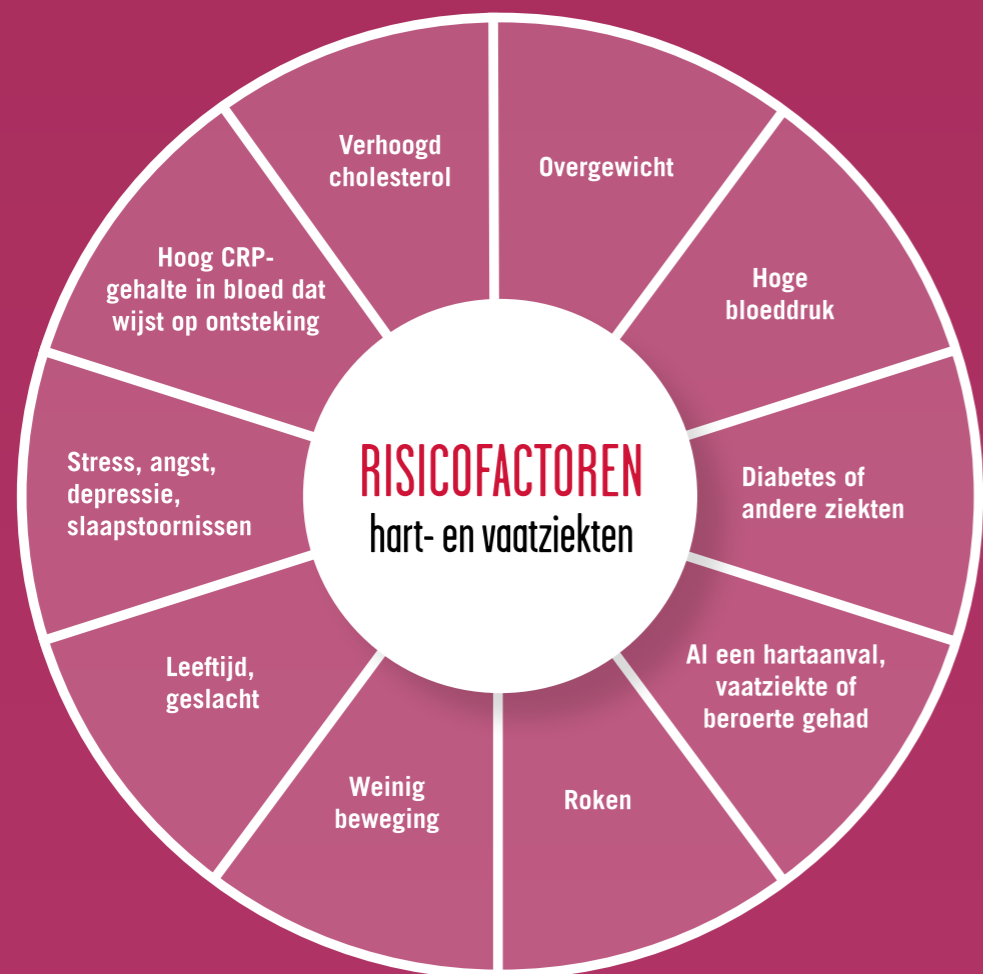 RISICOFACTOREN
hart- en vaatziekten
Overgewicht
Hoge
bloeddruk
Diabetes of
andere ziekten
Al een hartaanval,
vaatziekte of
beroerte gehad
Roken
Weinig
beweging
Leeftijd,
geslacht
Stress, angst,
depressie,
slaapstoornissen
Hoog CRP-
gehalte in bloed dat
wijst op ontsteking
Verhoogd
cholesterol